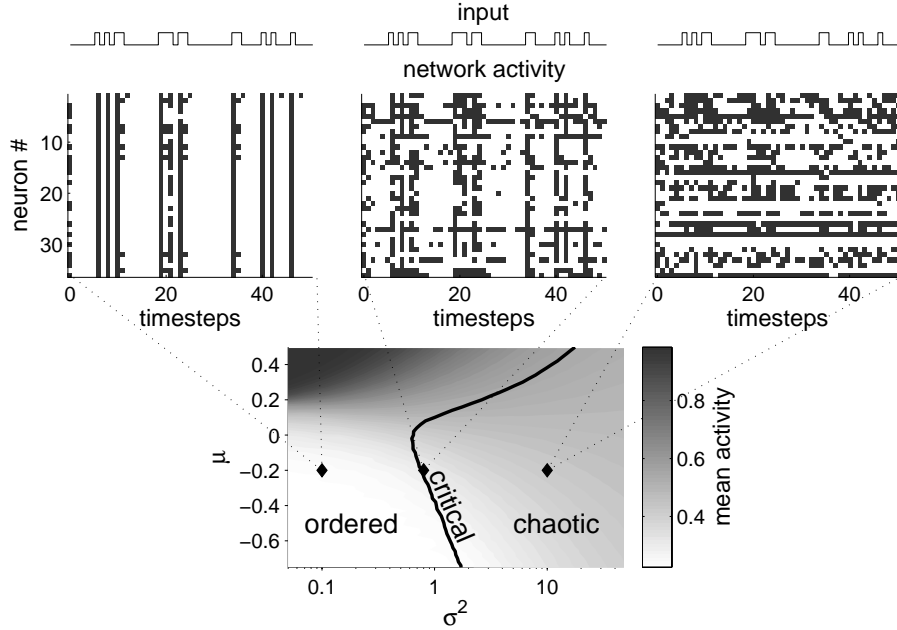 input
network activity
neuron #
10
20
30
0 20 40
timesteps
0 20 40
timesteps
0 20 40
timesteps
μ
0.4
0.2
0
−0.2
−0.4
−0.6
ordered
critical
chaotic
0.1 1 10
σ²
0.8
0.6
0.4
mean activity